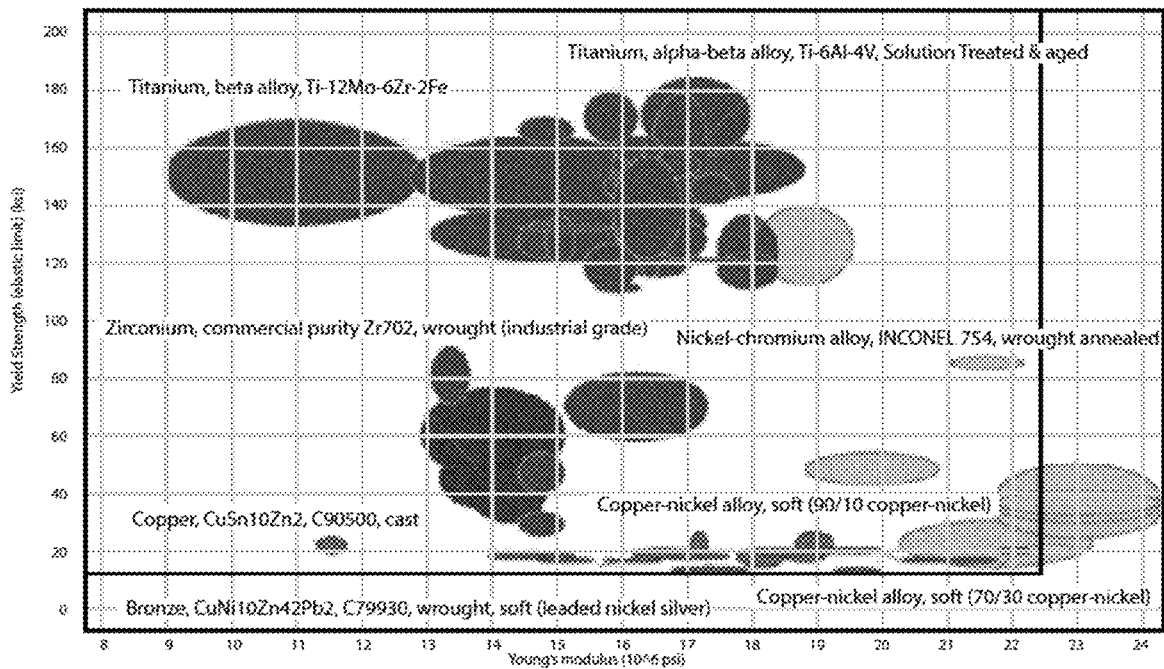 200
Titanium, alpha-beta alloy, Ti-6Al-4V, Solution Treated & aged
180
Titanium, beta alloy, Ti-12Mo-6Zr-2Fe
160
140
120
Yield Strength (elastic limit) (ksi)
100
Zirconium, commercial purity Zr702, wrought (industrial grade)
Nickel-chromium alloy, INCONEL 754, wrought annealed
80
60
40
Copper-nickel alloy, soft (90/10 copper-nickel)
Copper, CuSn10Zn2, C90500, cast
20
Copper-nickel alloy, soft (70/30 copper-nickel)
0
Bronze, CuNi10Zn42Pb2, C79930, wrought, soft (leaded nickel silver)
8 9 10 11 12 13 14 15 16 17 18 19 20 21 22 23 24
Young's modulus (10^6 psi)